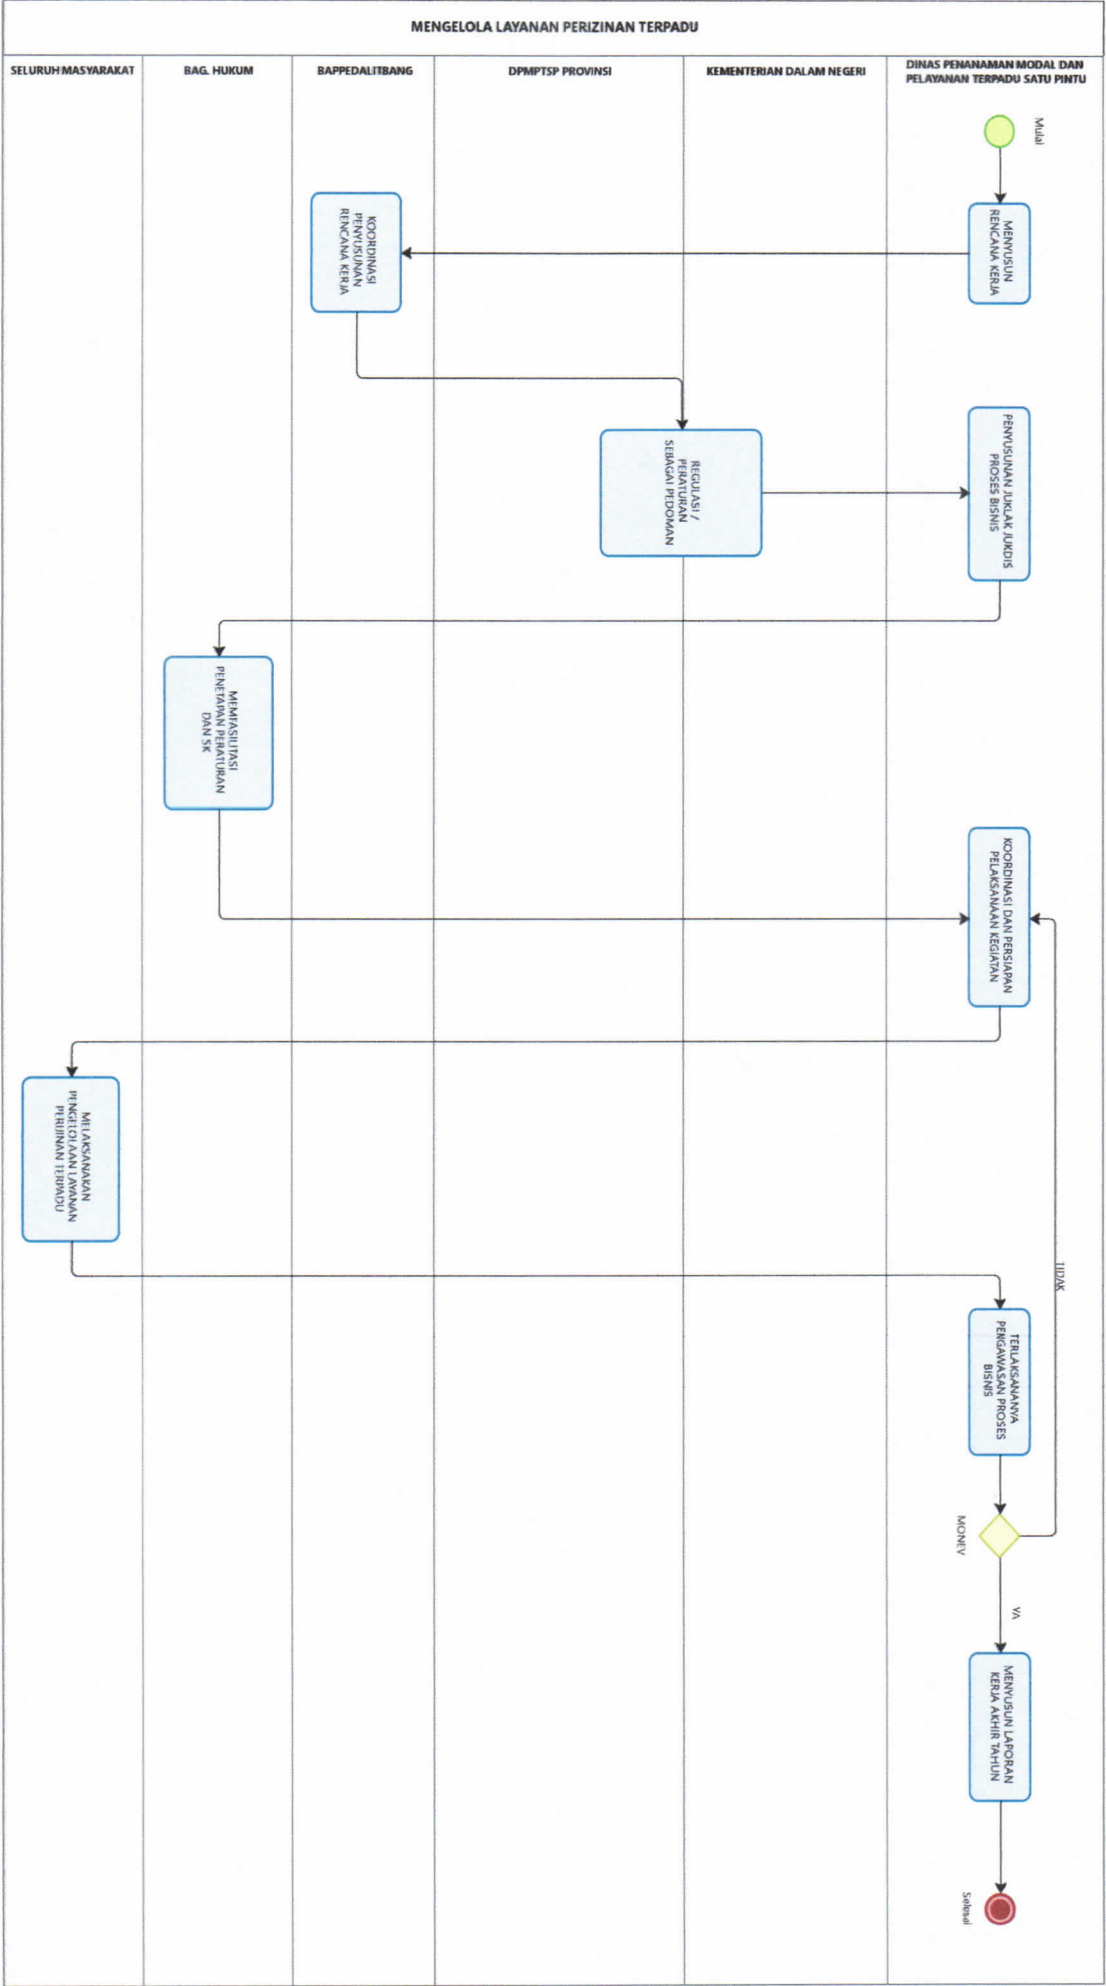 MENGELOLA LAYANAN PERIZINAN TERPADU
SELURUH MASYARAKAT
BAG. HUKUM
BAPPEDALITBANG
DPMPTSP PROVINSI
KEMENTERIAN DALAM NEGERI
DINAS PENANAMAN MODAL DAN
PELAYANAN TERPADU SATU PINTU
Mulai
MENYUSUN
RENCANA KERJA
KOORDINASI
PENYUSUNAN
RENCANA KERJA
REGULASI /
PERATURAN
SEBAGAI PEDOMAN
PENYUSUNAN JUKLAK JUKDIS
PROSES BISNIS
MEMFASILITASI
PENETAPAN PERATURAN
DAN SK
KOORDINASI DAN PERSIAPAN
PELAKSANAAN KEGIATAN
MELAKSANAKAN
PENGELOLAAN LAYANAN
PERIJINAN TERPADU
TIDAK
TERLAKSANANYA
PENGAWASAN PROSES
BISNIS
MONEV
YA
MENYUSUN LAPORAN
KERJA AKHIR TAHUN
Selesai